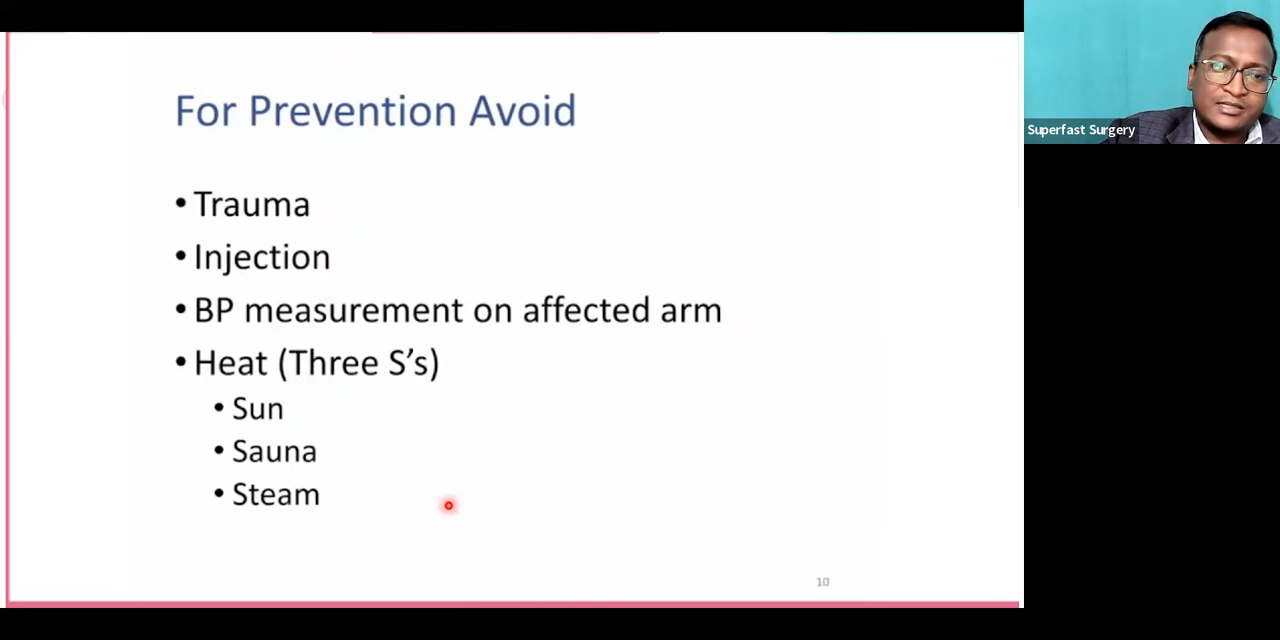 For Prevention Avoid
• Trauma
• Injection
• BP measurement on affected arm
• Heat (Three S's)
• Sun
• Sauna
• Steam
10
Superfast Surgery